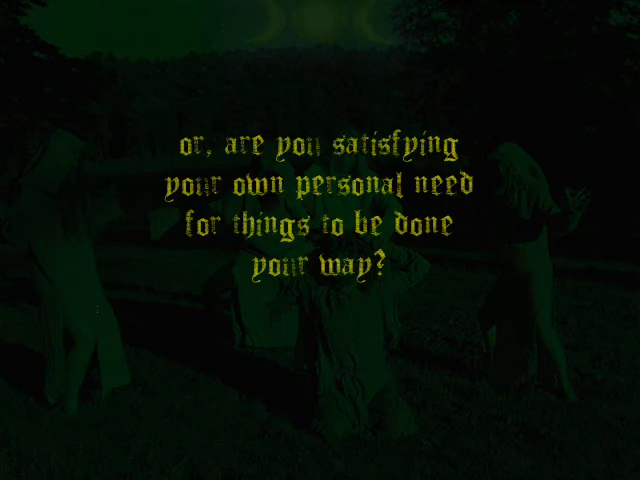 or, are you satisfying
your own personal need
for things to be done
your way?